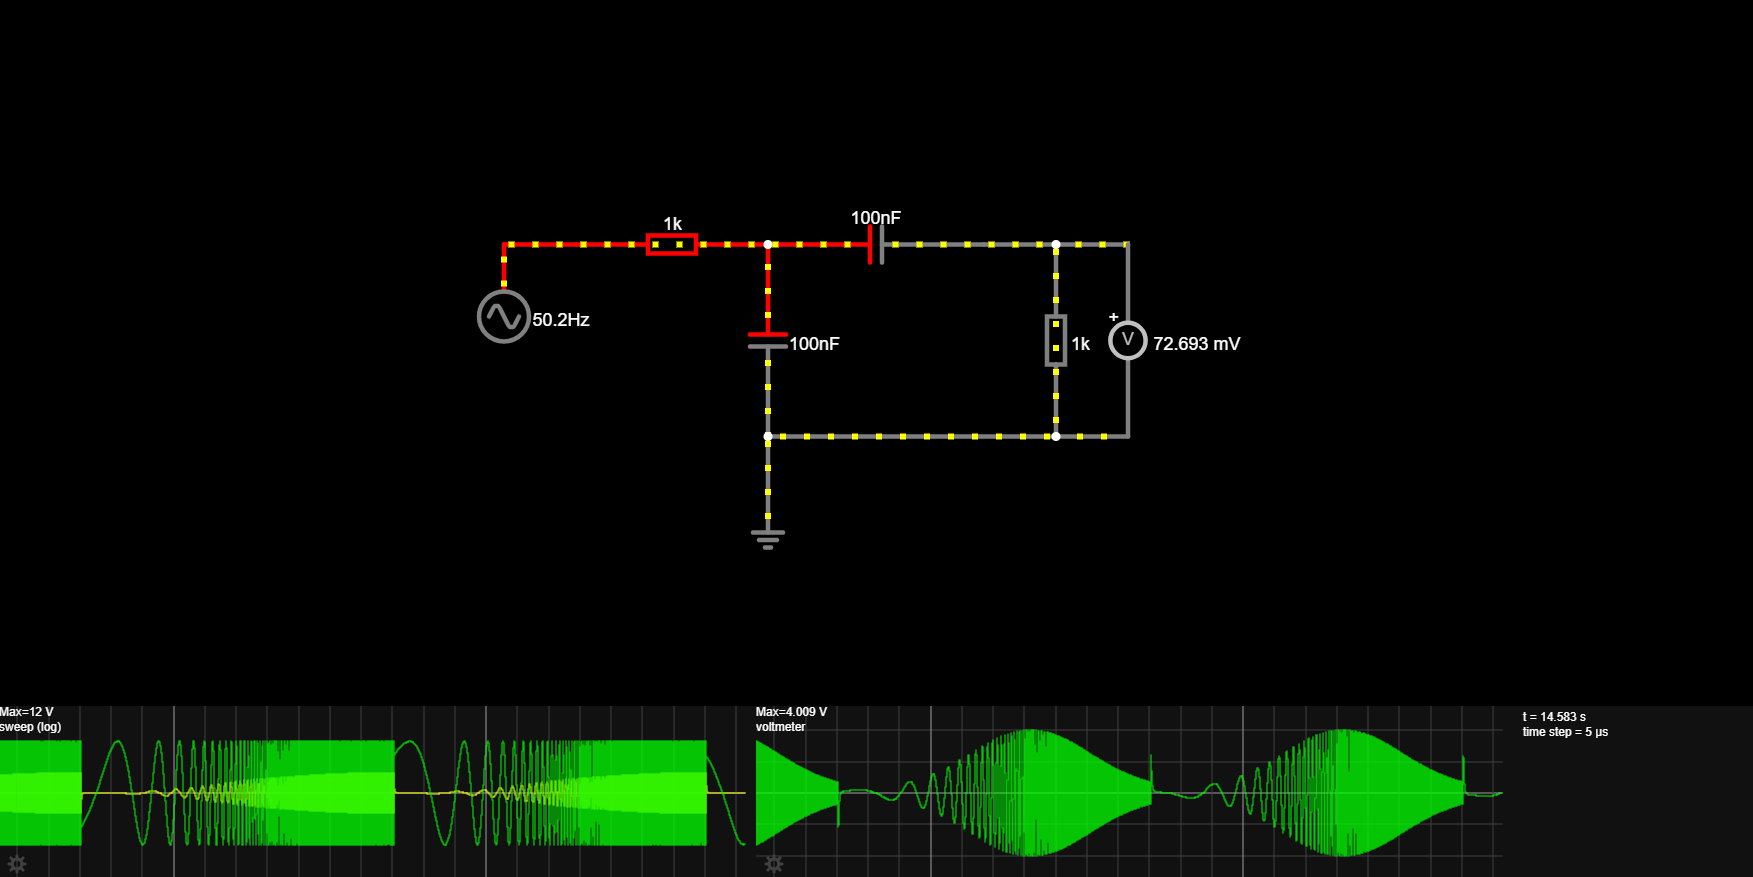 100nF
1k
50.2Hz
100nF
+
1k
V
72.693 mV
Max=12 V
sweep (log)
Max=4.009 V
voltmeter
t = 14.583 s
time step = 5 µs